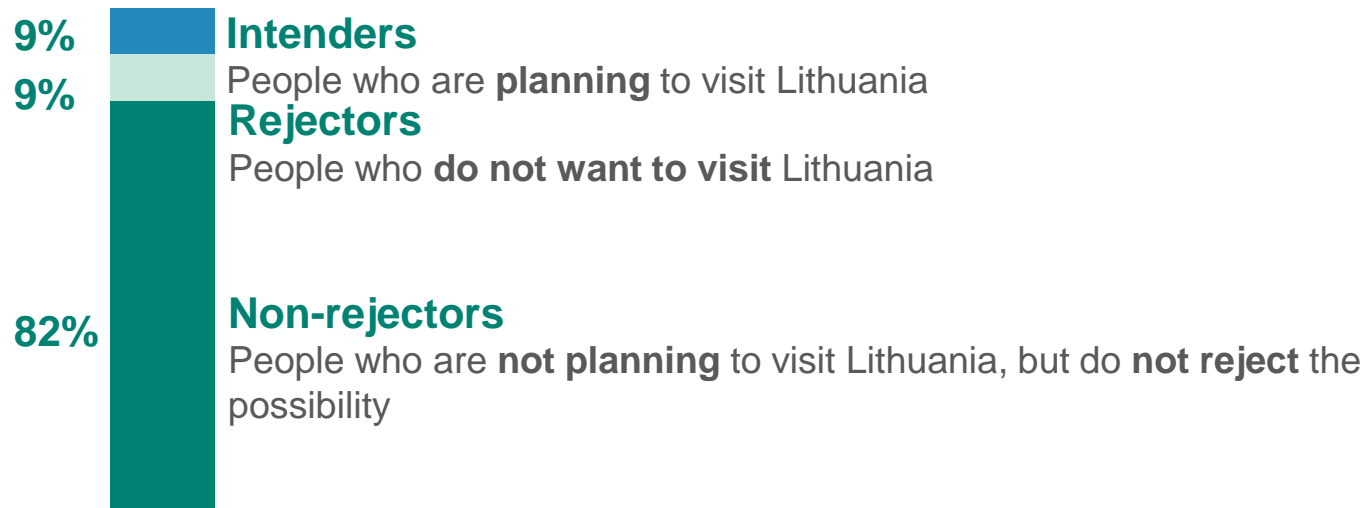 9%
Intenders
People who are planning to visit Lithuania
9%
Rejectors
People who do not want to visit Lithuania
82%
Non-rejectors
People who are not planning to visit Lithuania, but do not reject the
possibility